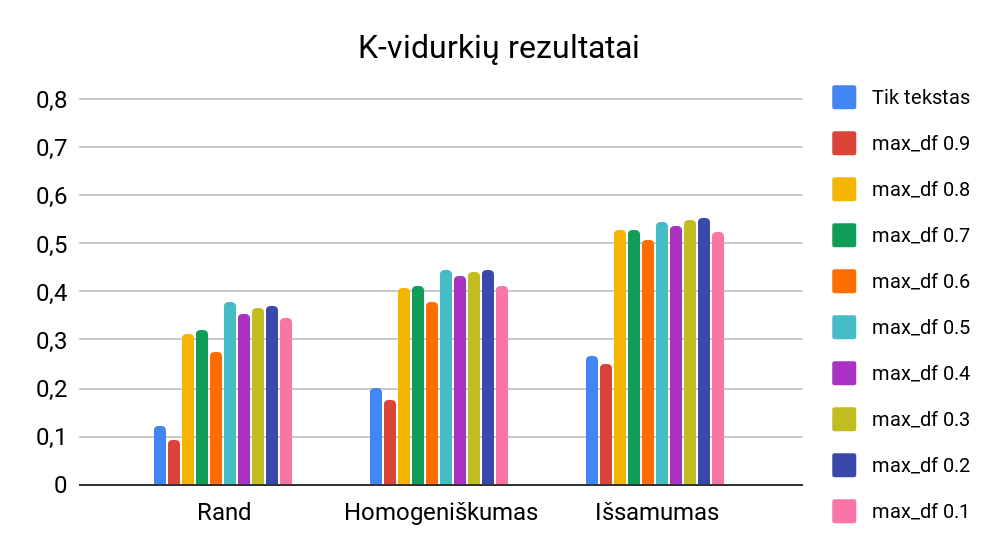 K-vidurkių rezultatai
0,8
0,7
0,6
0,5
0,4
0,3
0,2
0,1
0
Rand
Homogeniškumas
Išsamumas
Tik tekstas
max_df 0.9
max_df 0.8
max_df 0.7
max_df 0.6
max_df 0.5
max_df 0.4
max_df 0.3
max_df 0.2
max_df 0.1